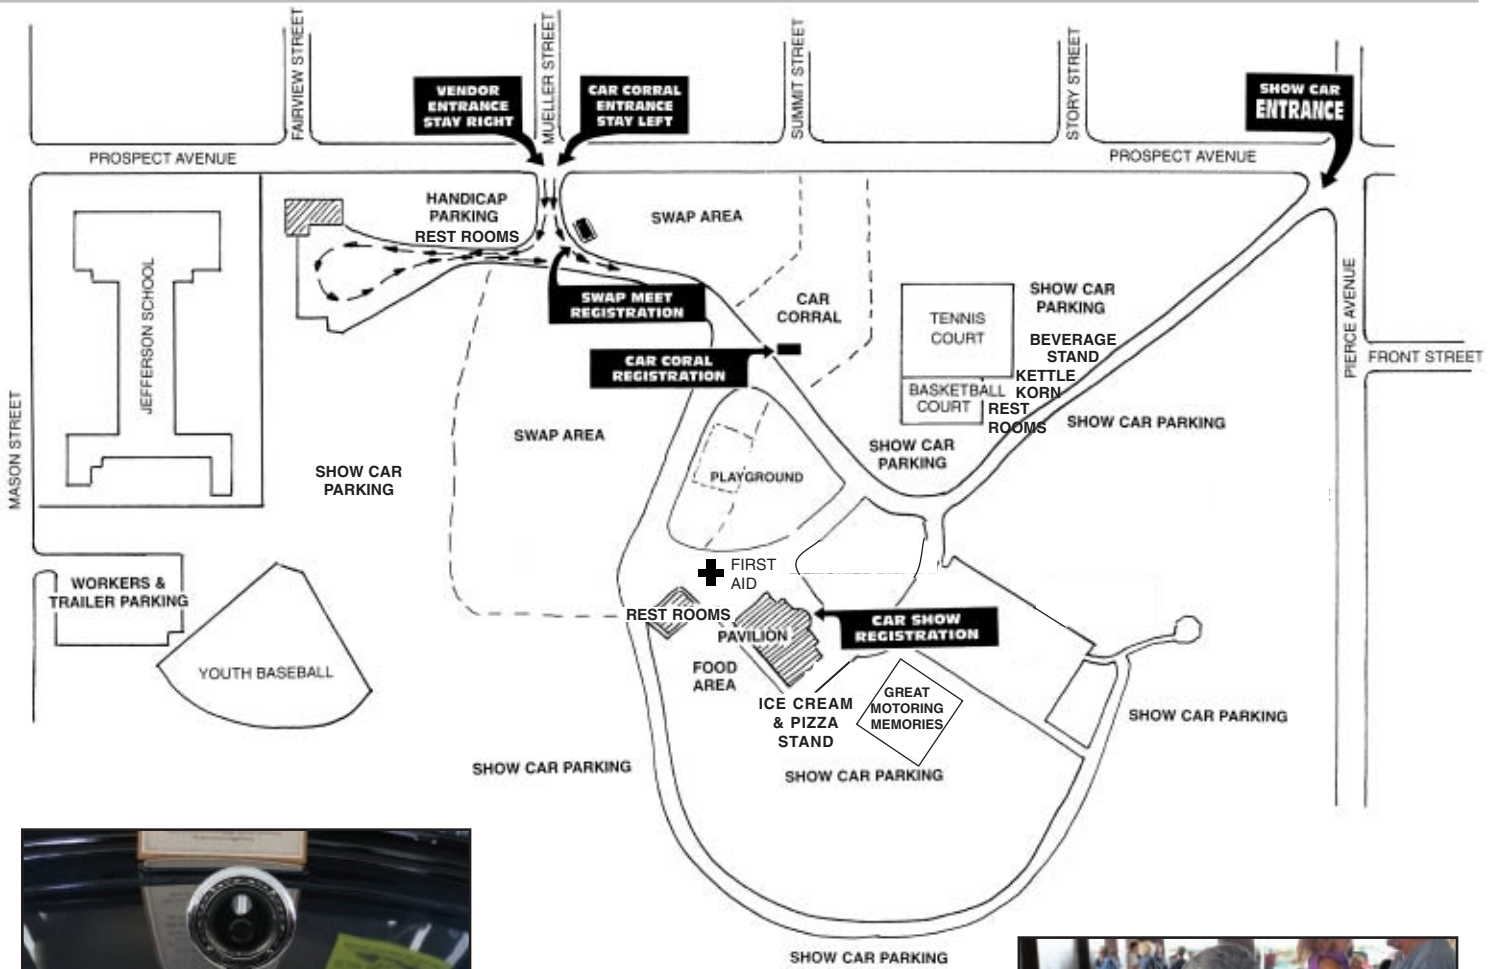 FAIRVIEW STREET
MUELLER STREET
SUMMIT STREET
STORY STREET
VENDOR
ENTRANCE
STAY RIGHT
CAR CORRAL
ENTRANCE
STAY LEFT
SHOW CAR
ENTRANCE
PROSPECT AVENUE
PROSPECT AVENUE
HANDICAP
PARKING
REST ROOMS
SWAP AREA
SWAP MEET
REGISTRATION
CAR
CORRAL
CAR CORAL
REGISTRATION
TENNIS
COURT
BASKETBALL
COURT
SHOW CAR
PARKING
BEVERAGE
STAND
KETTLE
KORN
REST
ROOMS
PIERCE AVENUE
FRONT STREET
JEFFERSON SCHOOL
MASON STREET
SHOW CAR PARKING
SWAP AREA
SHOW CAR
PARKING
SHOW CAR
PARKING
PLAYGROUND
FIRST
AID
WORKERS &
TRAILER PARKING
REST ROOMS
PAVILION
CAR SHOW
REGISTRATION
YOUTH BASEBALL
FOOD
AREA
ICE CREAM
& PIZZA
STAND
GREAT
MOTORING
MEMORIES
SHOW CAR PARKING
SHOW CAR PARKING
SHOW CAR PARKING
SHOW CAR PARKING